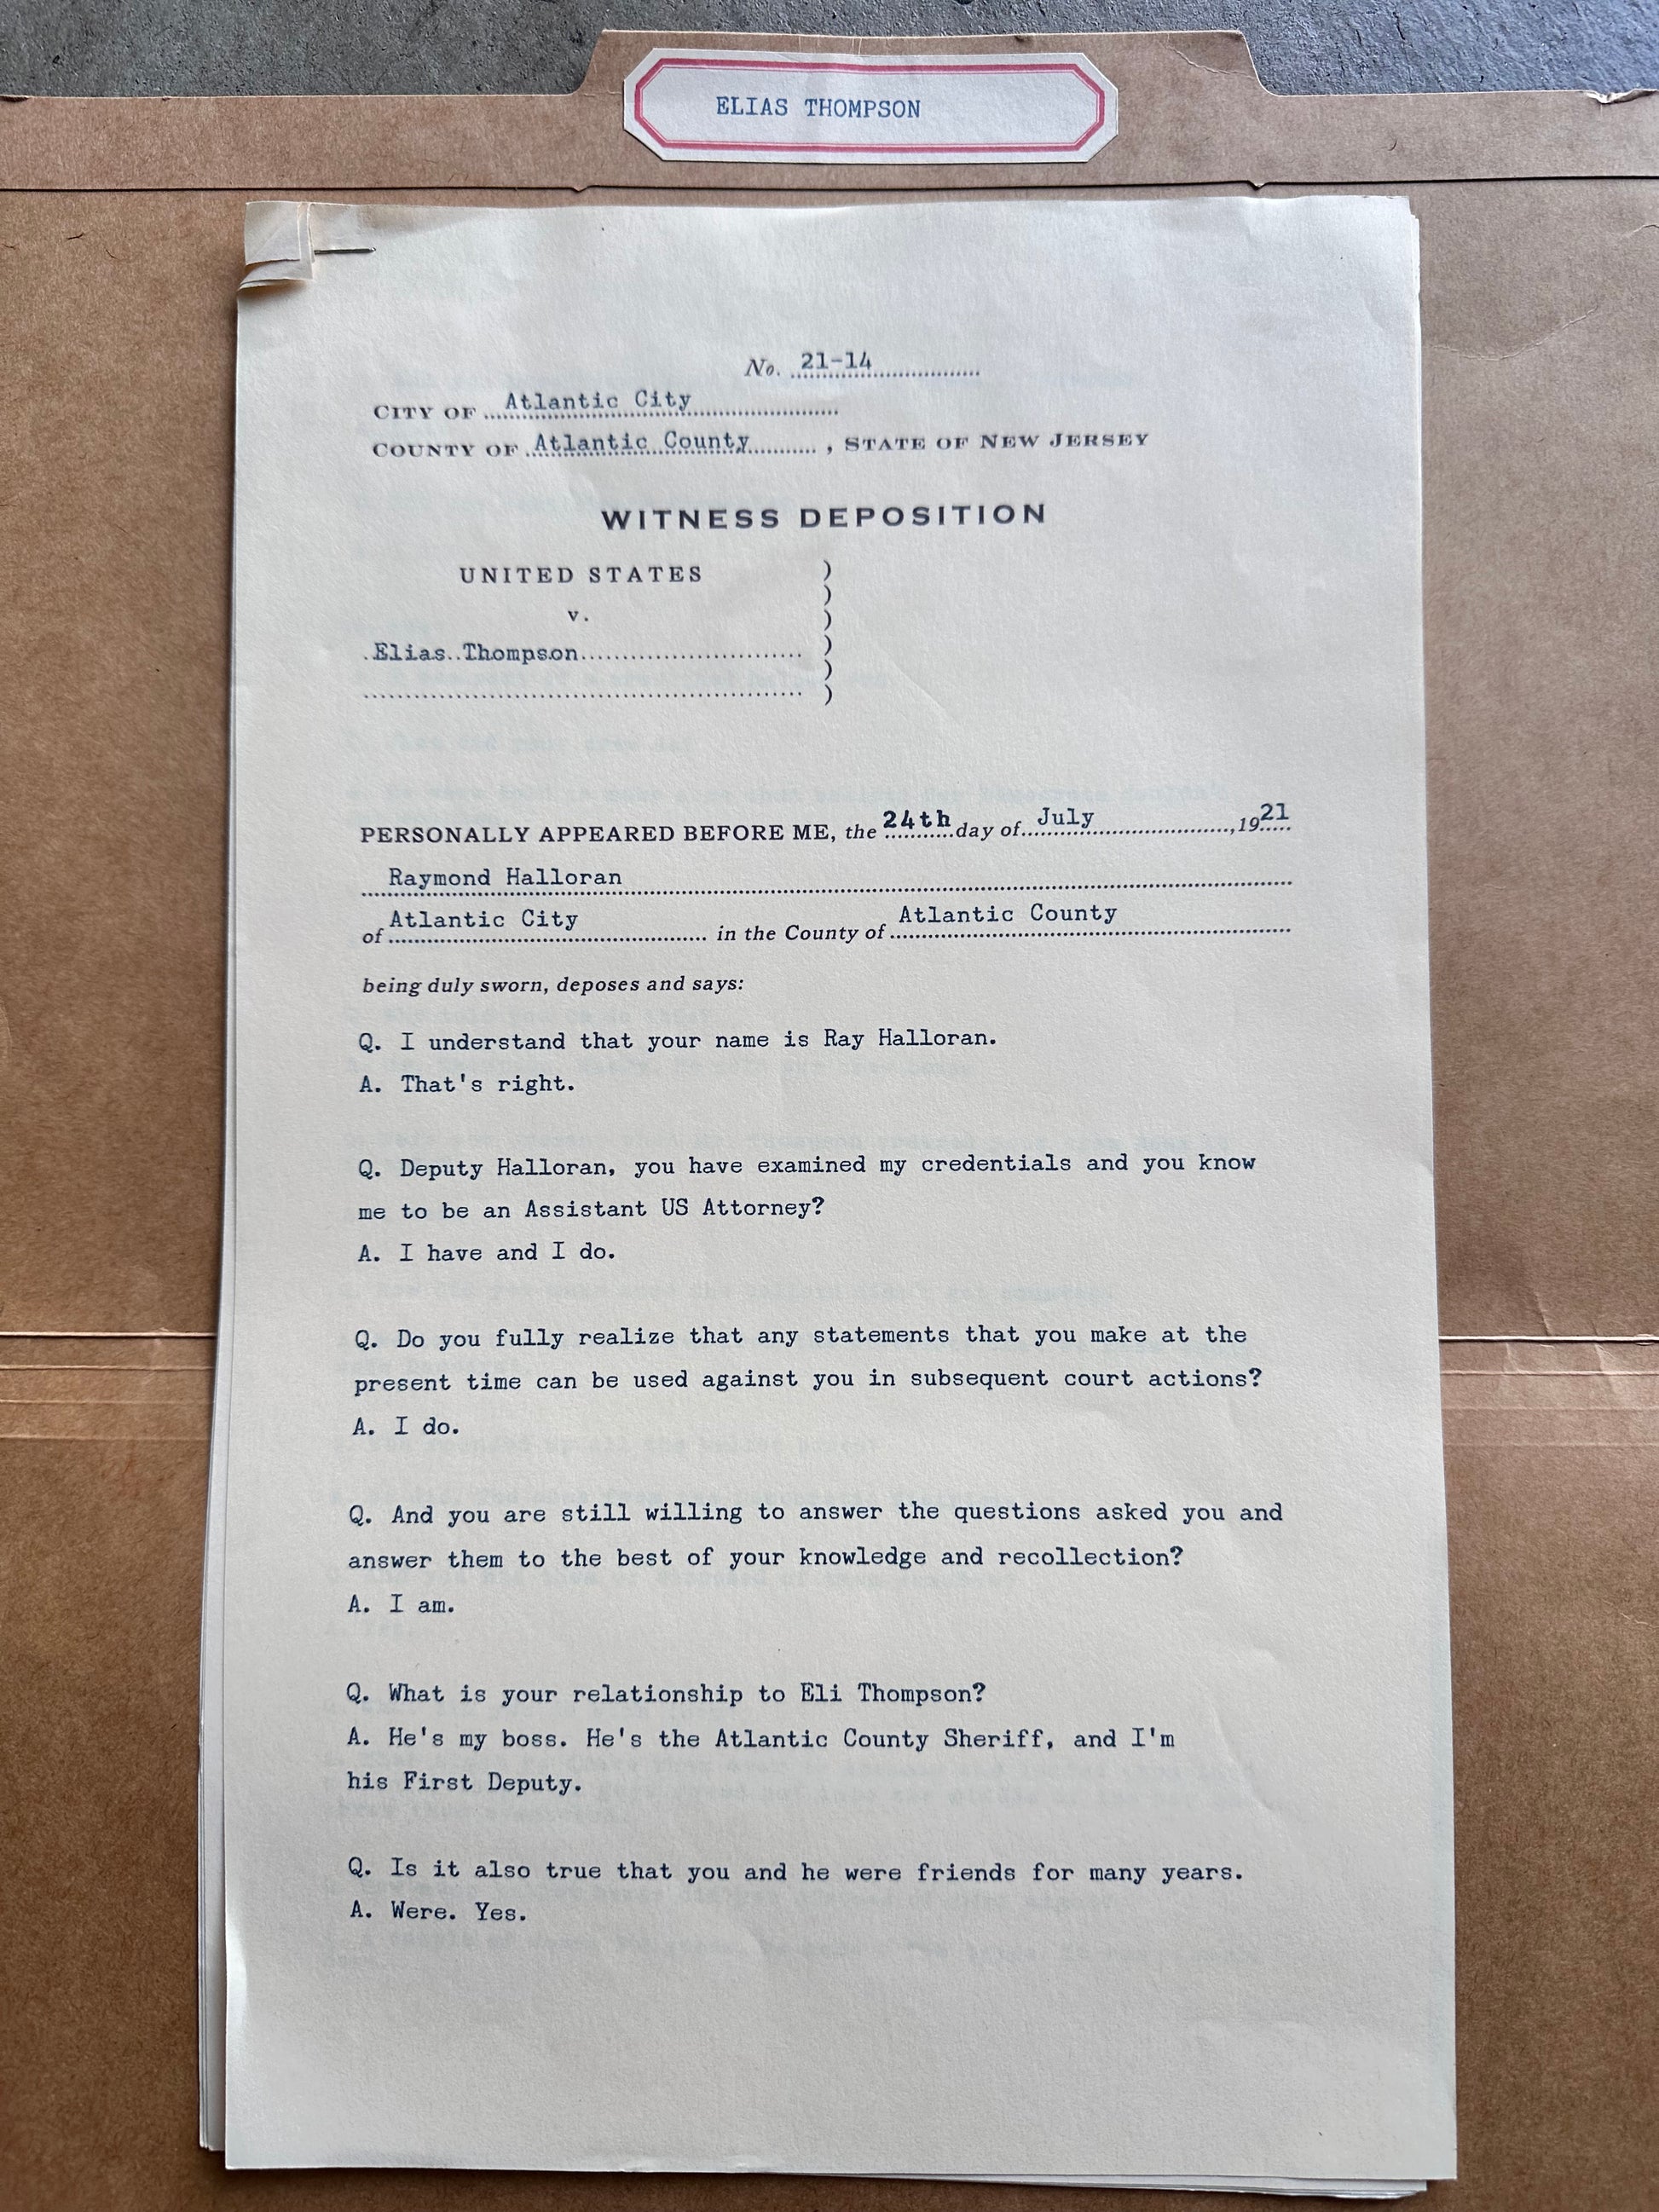 ELIAS THOMPSON
No. 21-14
CITY OF Atlantic City
COUNTY OF Atlantic County, STATE OF NEW JERSEY
WITNESS DEPOSITION
UNITED STATES )
v. )
Elias Thompson )
PERSONALLY APPEARED BEFORE ME, the 24th day of July, 1921
Raymond Halloran
of Atlantic City in the County of Atlantic County
being duly sworn, deposes and says:
Q. I understand that your name is Ray Halloran.
A. That's right.
Q. Deputy Halloran, you have examined my credentials and you know
me to be an Assistant US Attorney?
A. I have and I do.
Q. Do you fully realize that any statements that you make at the
present time can be used against you in subsequent court actions?
A. I do.
Q. And you are still willing to answer the questions asked you and
answer them to the best of your knowledge and recollection?
A. I am.
Q. What is your relationship to Eli Thompson?
A. He's my boss. He's the Atlantic County Sheriff, and I'm
his First Deputy.
Q. Is it also true that you and he were friends for many years.
A. Were. Yes.